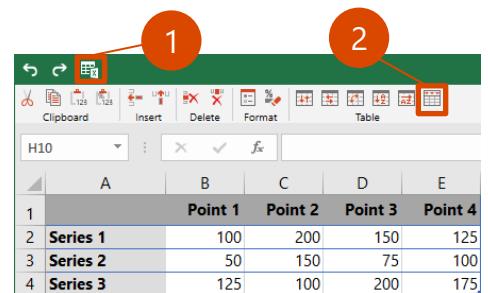 1
2
.123
.123
Clipboard
Insert
Delete
Format
Table
H10
fx
A
B
C
D
E
1
Point 1
Point 2
Point 3
Point 4
2
Series 1
100
200
150
125
3
Series 2
50
150
75
100
4
Series 3
125
100
200
175